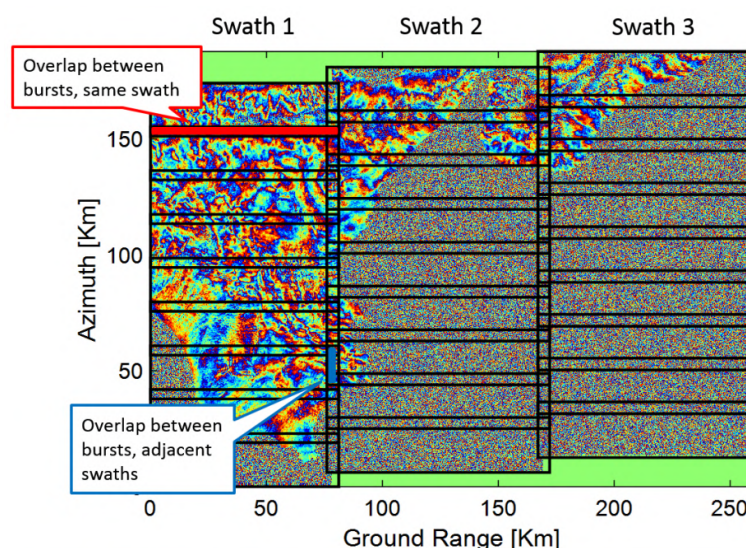 Swath 1
Swath 2
Swath 3
Overlap between
bursts, same swath
150
100
50
Azimuth [Km]
Overlap between
bursts, adjacent
swaths
0
50
100
150
200
250
Ground Range [Km]